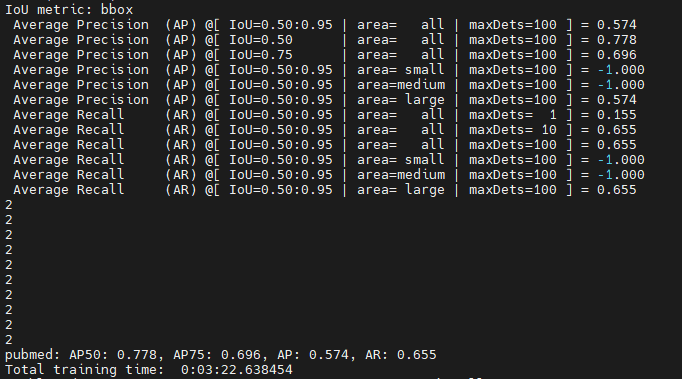 IoU metric: bbox
Average Precision  (AP) @[ IoU=0.50:0.95 | area=   all | maxDets=100 ] = 0.574
Average Precision  (AP) @[ IoU=0.50      | area=   all | maxDets=100 ] = 0.778
Average Precision  (AP) @[ IoU=0.75      | area=   all | maxDets=100 ] = 0.696
Average Precision  (AP) @[ IoU=0.50:0.95 | area= small | maxDets=100 ] = -1.000
Average Precision  (AP) @[ IoU=0.50:0.95 | area=medium | maxDets=100 ] = -1.000
Average Precision  (AP) @[ IoU=0.50:0.95 | area= large | maxDets=100 ] = 0.574
Average Recall     (AR) @[ IoU=0.50:0.95 | area=   all | maxDets=  1 ] = 0.155
Average Recall     (AR) @[ IoU=0.50:0.95 | area=   all | maxDets= 10 ] = 0.655
Average Recall     (AR) @[ IoU=0.50:0.95 | area=   all | maxDets=100 ] = 0.655
Average Recall     (AR) @[ IoU=0.50:0.95 | area= small | maxDets=100 ] = -1.000
Average Recall     (AR) @[ IoU=0.50:0.95 | area=medium | maxDets=100 ] = -1.000
Average Recall     (AR) @[ IoU=0.50:0.95 | area= large | maxDets=100 ] = 0.655
2
2
2
2
2
2
2
2
2
2
pubmed: AP50: 0.778, AP75: 0.696, AP: 0.574, AR: 0.655
Total training time:  0:03:22.638454